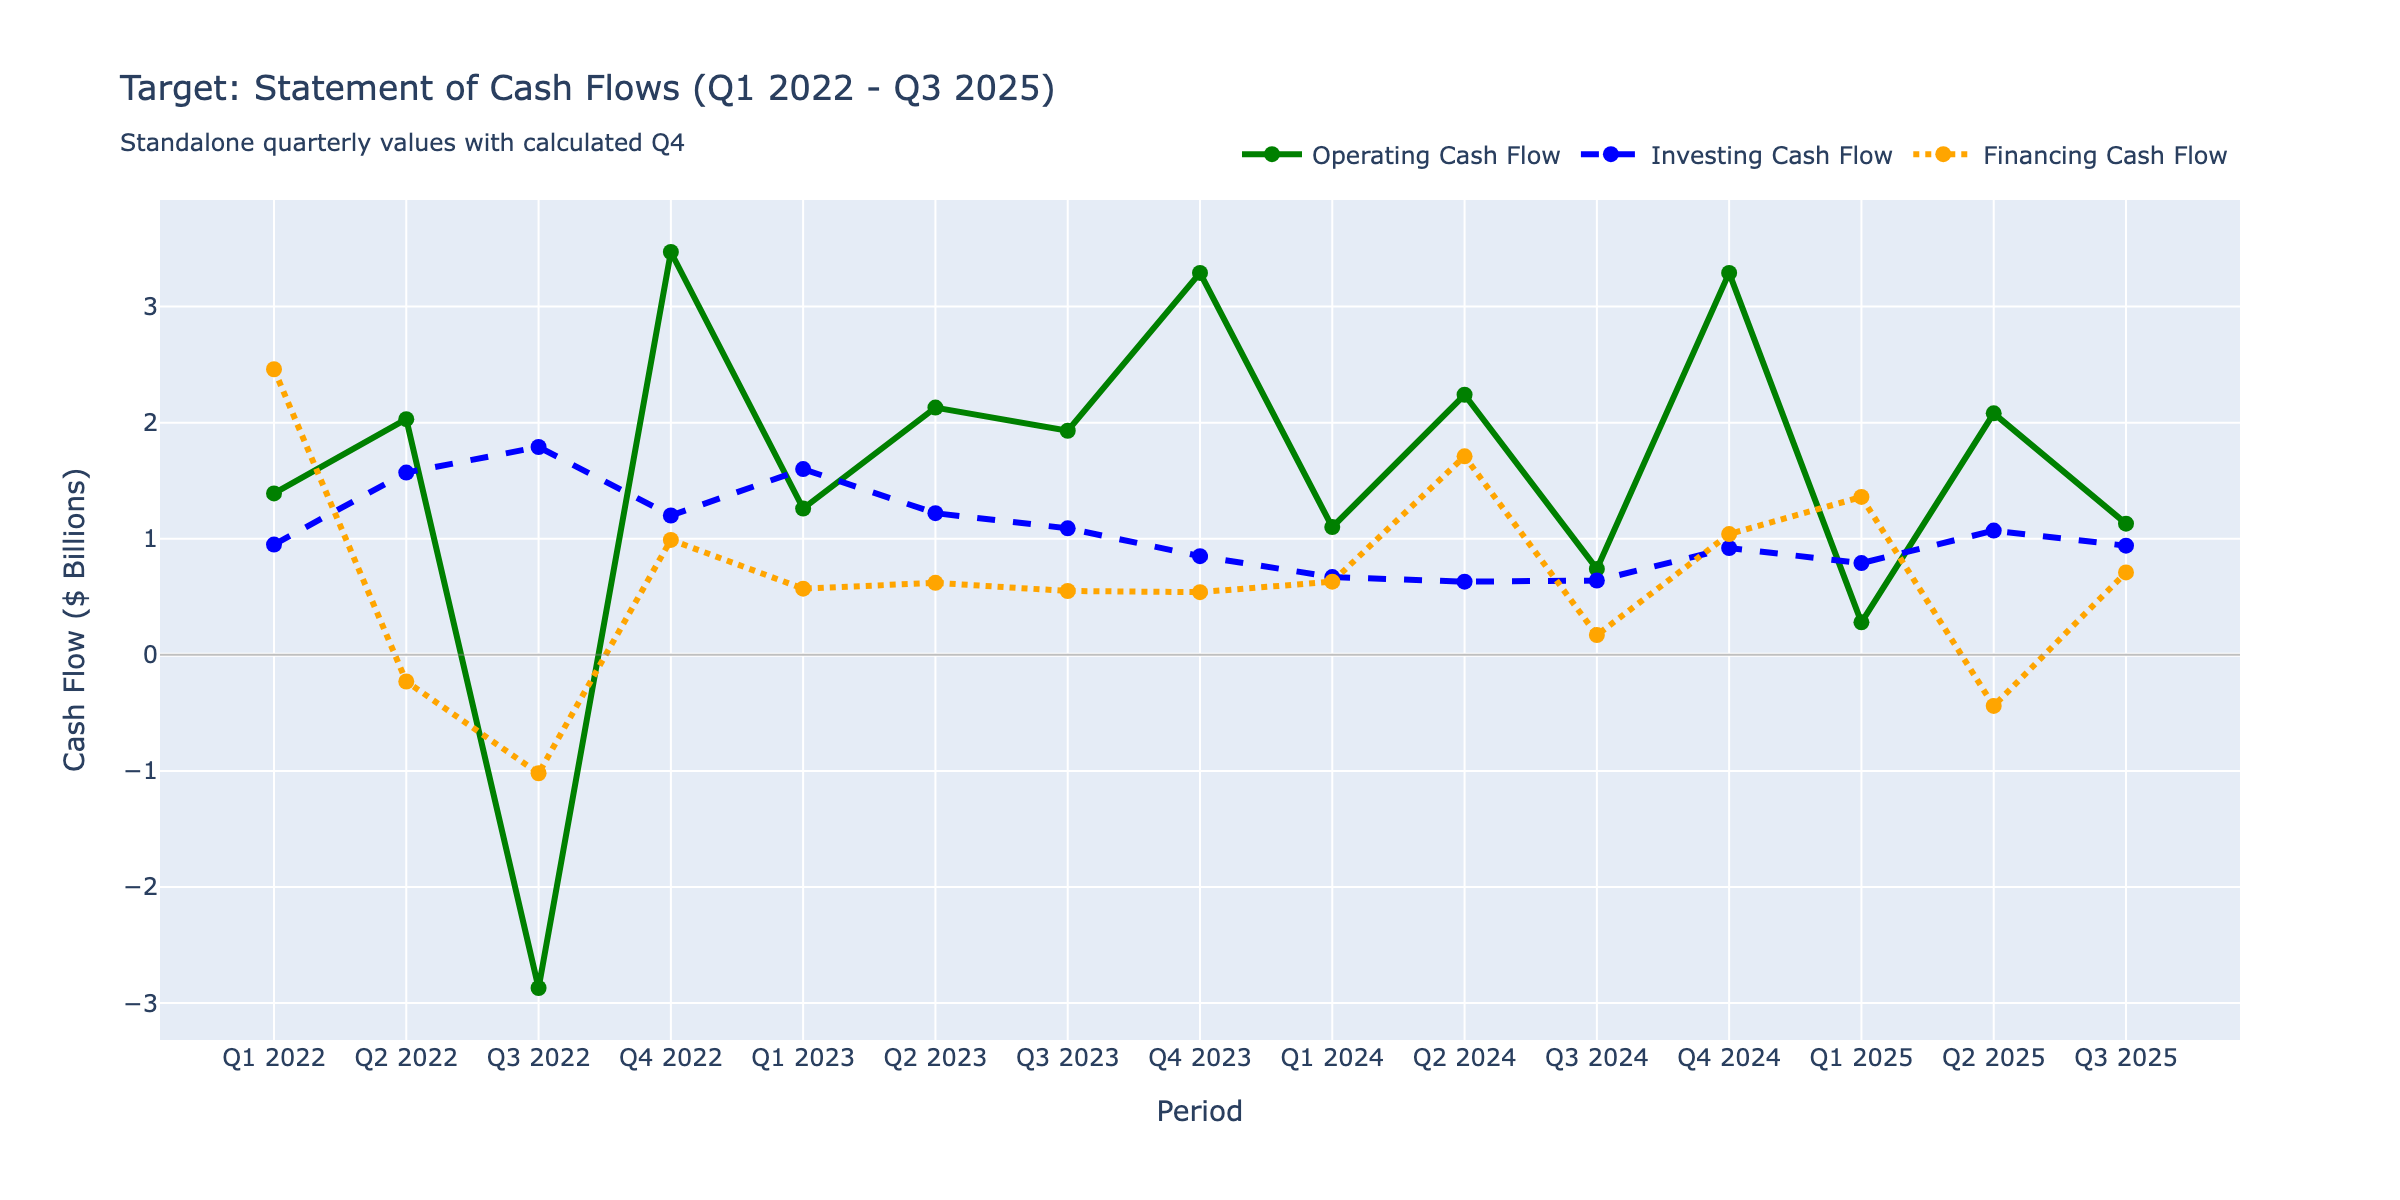 Target: Statement of Cash Flows (Q1 2022 - Q3 2025)
Standalone quarterly values with calculated Q4
Operating Cash Flow Investing Cash Flow Financing Cash Flow
Cash Flow ($ Billions)
3
2
1
0
−1
−2
−3
Q1 2022 Q2 2022 Q3 2022 Q4 2022 Q1 2023 Q2 2023 Q3 2023 Q4 2023 Q1 2024 Q2 2024 Q3 2024 Q4 2024 Q1 2025 Q2 2025 Q3 2025
Period